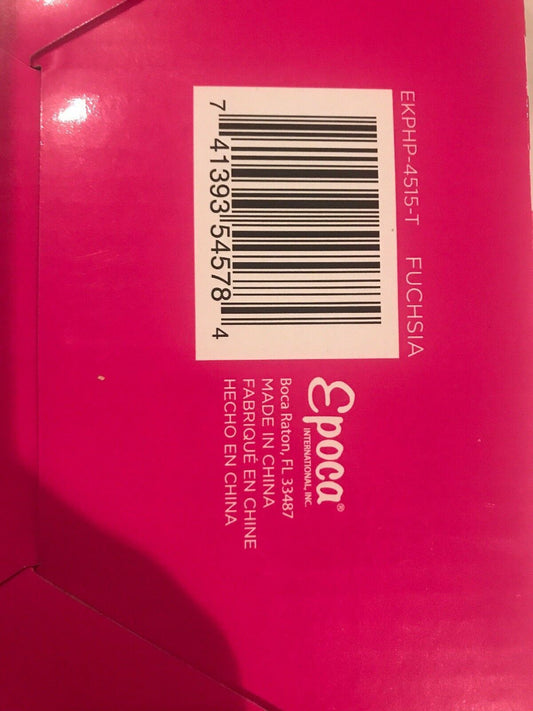 EKPHP-4515-T FUCHSIA
7 41393 54578 4
Epoca®
INTERNATIONAL, INC.
Boca Raton, FL 33487
MADE IN CHINA
FABRIQUÉ EN CHINE
HECHO EN CHINA